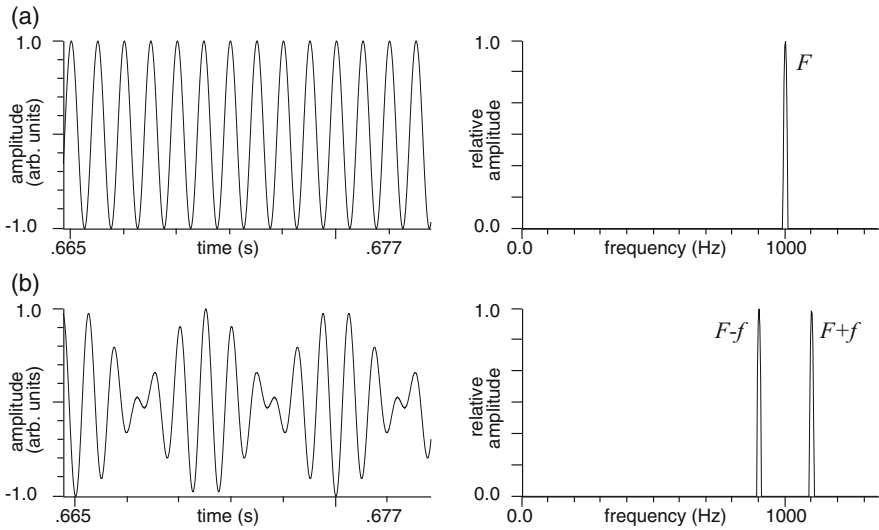 (a)
1.0
amplitude
(arb. units)
-1.0
.665
time (s)
.677
1.0
relative
amplitude
0.0
F
0.0
frequency (Hz)
1000
(b)
1.0
amplitude
(arb. units)
-1.0
.665
time (s)
.677
1.0
relative
amplitude
0.0
F-f
F+f
0.0
frequency (Hz)
1000